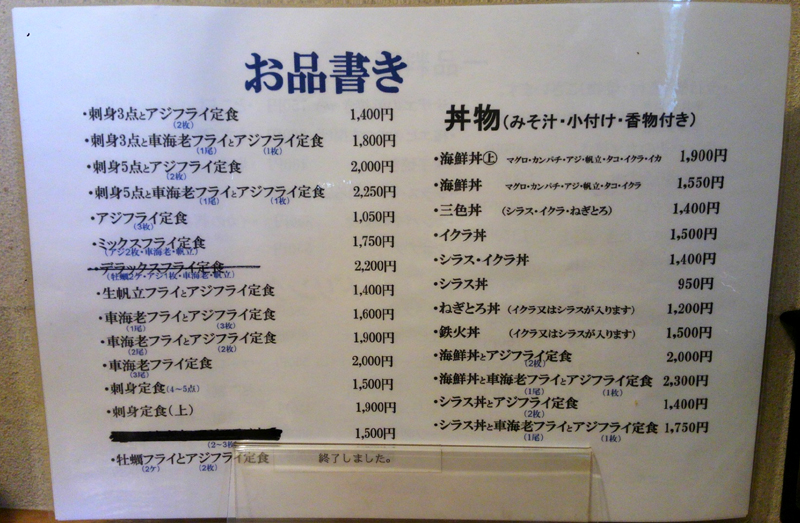 お品書き
・刺身3点とアジフライ定食 1,400円
(2枚)
・刺身3点と車海老フライとアジフライ定食 1,800円
(1尾) (1枚)
・刺身5点とアジフライ定食 2,000円
(2枚)
・刺身5点と車海老フライとアジフライ定食 2,250円
(1尾) (1枚)
・アジフライ定食 1,050円
(3枚)
・ミックスフライ定食 1,750円
(アジ2枚・車海老・帆立)
・デラックスフライ定食 2,200円
(牡蠣2ケ・アジ1枚・車海老・帆立)
・生帆立フライとアジフライ定食 1,400円
・車海老フライとアジフライ定食 1,600円
(1尾) (3枚)
・車海老フライとアジフライ定食 1,900円
(2尾) (2枚)
・車海老フライ定食 2,000円
(3尾)
・刺身定食(4〜5点) 1,500円
・刺身定食(上) 1,900円
1,500円
(2〜3枚)
・牡蠣フライとアジフライ定食 終了しました。
(2ケ) (2枚)
丼物(みそ汁・小付け・香物付き)
・海鮮丼㊤ マグロ・カンパチ・アジ・帆立・タコ・イクラ・イカ 1,900円
・海鮮丼 マグロ・カンパチ・アジ・帆立・タコ・イクラ 1,550円
・三色丼 (シラス・イクラ・ねぎとろ) 1,400円
・イクラ丼 1,500円
・シラス・イクラ丼 1,400円
・シラス丼 950円
・ねぎとろ丼 (イクラ又はシラスが入ります) 1,200円
・鉄火丼 (イクラ又はシラスが入ります) 1,500円
・海鮮丼とアジフライ定食 2,000円
(2枚)
・海鮮丼と車海老フライとアジフライ定食 2,300円
(1尾) (1枚)
・シラス丼とアジフライ定食 1,400円
(2枚)
・シラス丼と車海老フライとアジフライ定食 1,750円
(1尾) (1枚)